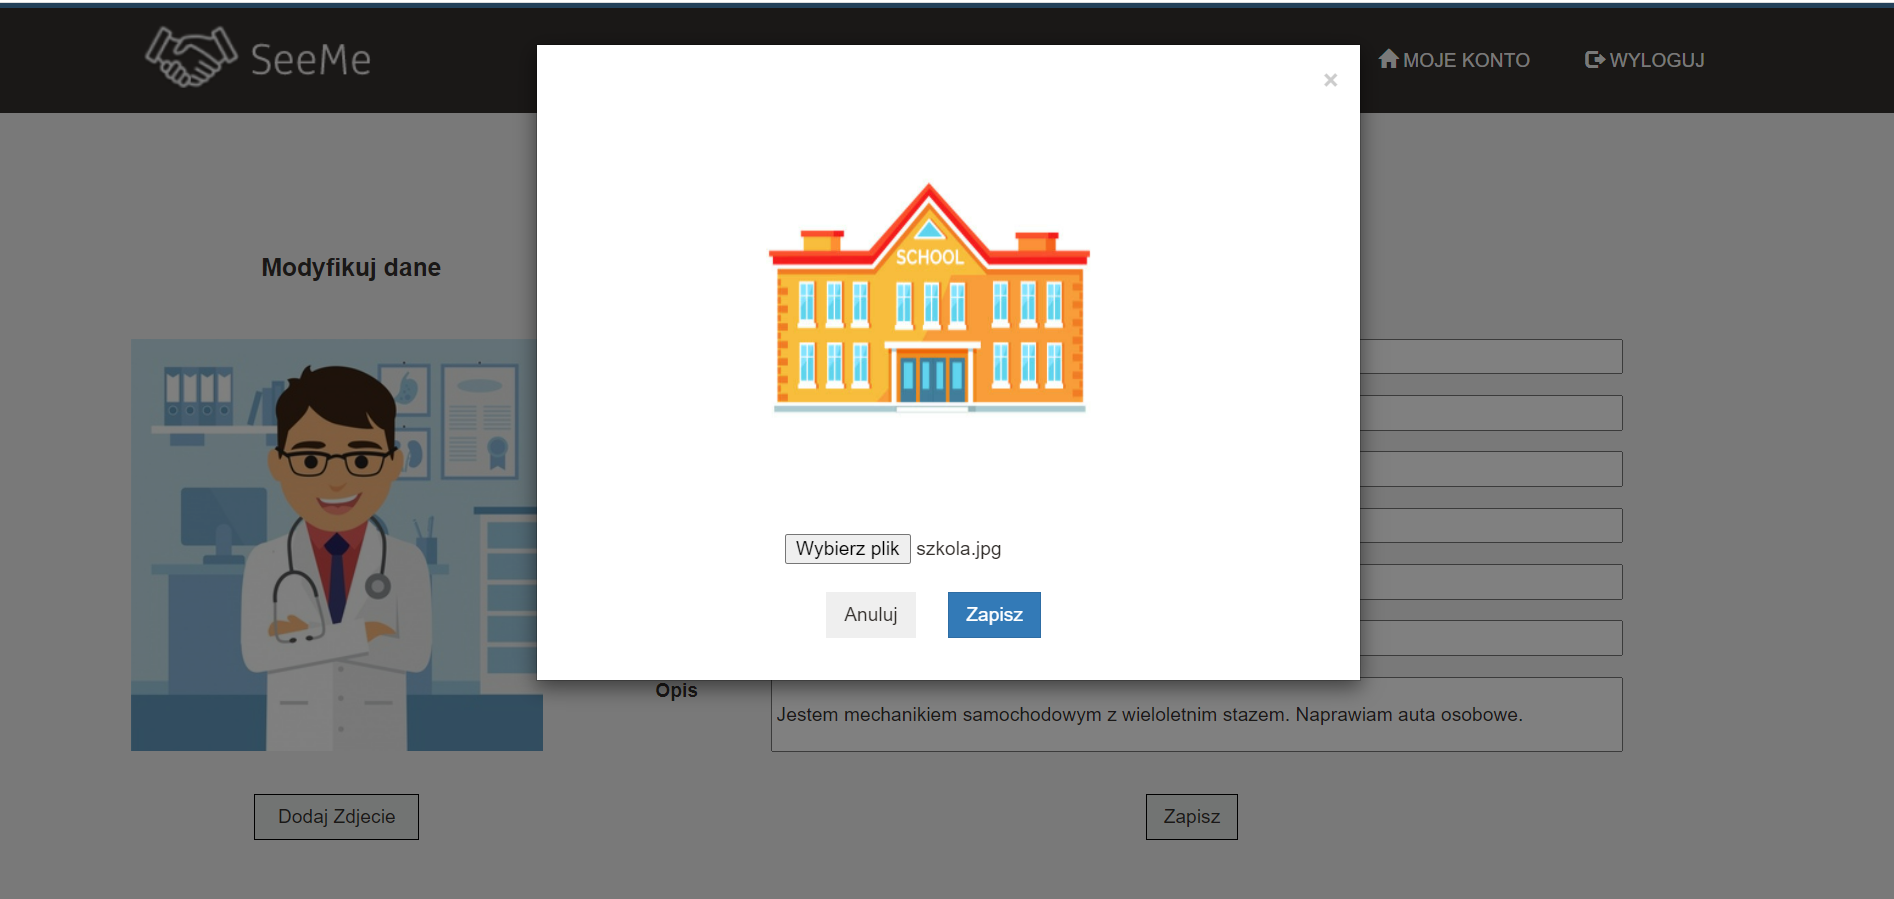 SeeMe
MOJE KONTO
WYLOGUJ
×
SCHOOL
Modyfikuj dane
Wybierz plik szkola.jpg
Anuluj
Zapisz
Opis
Jestem mechanikiem samochodowym z wieloletnim stazem. Naprawiam auta osobowe.
Dodaj Zdjecie
Zapisz